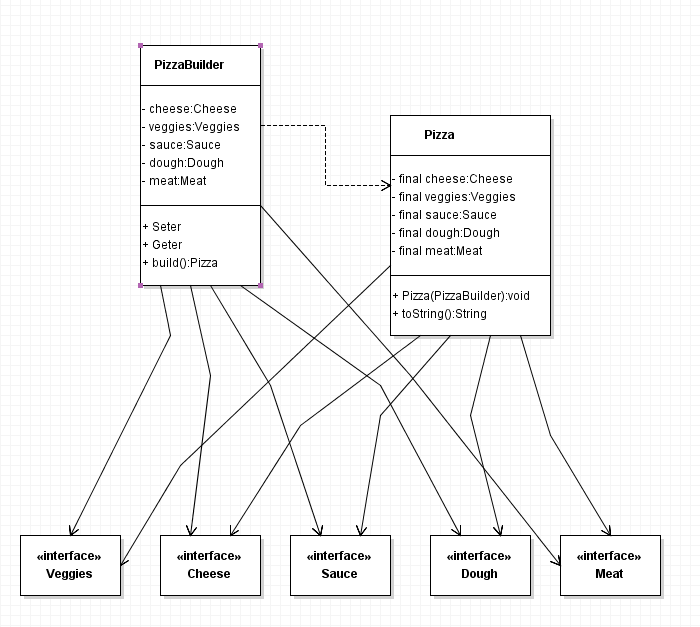 PizzaBuilder
- cheese:Cheese
- veggies:Veggies
- sauce:Sauce
- dough:Dough
- meat:Meat
+ Seter
+ Geter
+ build():Pizza
Pizza
- final cheese:Cheese
- final veggies:Veggies
- final sauce:Sauce
- final dough:Dough
- final meat:Meat
+ Pizza(PizzaBuilder):void
+ toString():String
«interface»
Veggies
«interface»
Cheese
«interface»
Sauce
«interface»
Dough
«interface»
Meat